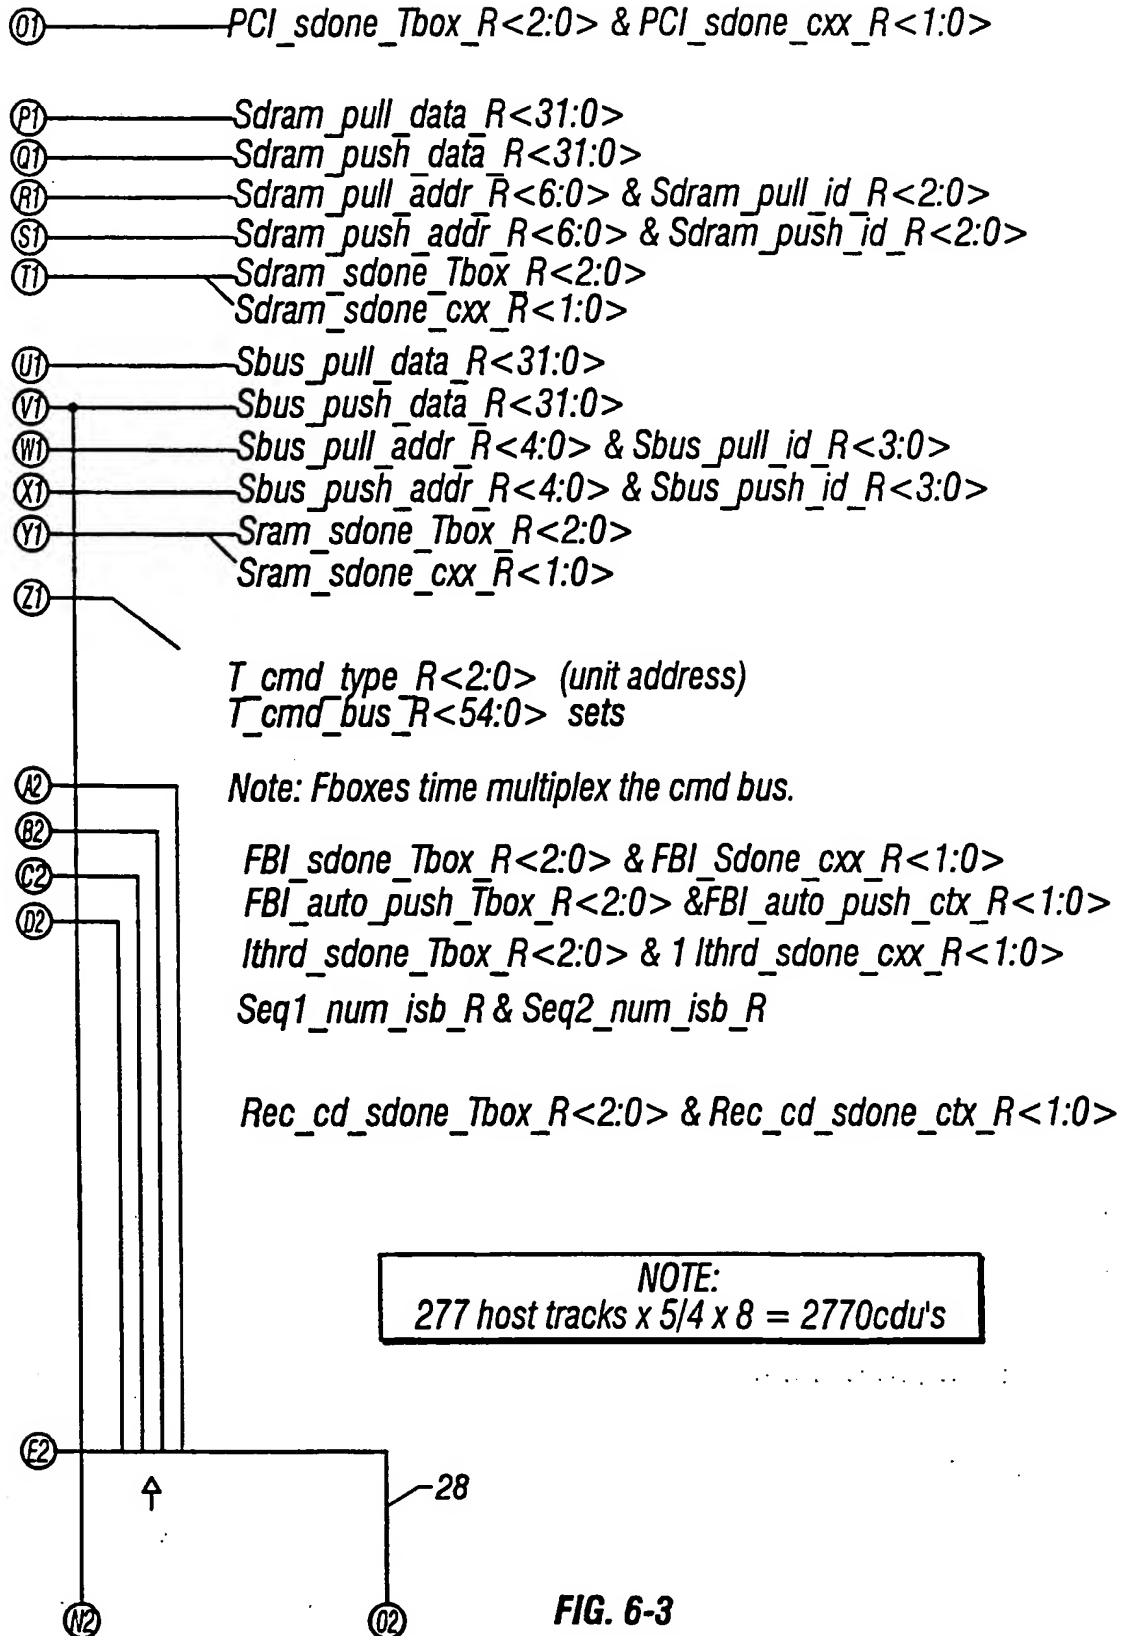 O1 PCI_sdone_Tbox_R<2:0> & PCI_sdone_cxx_R<1:0>
P1 Sdram_pull_data_R<31:0>
Q1 Sdram_push_data_R<31:0>
R1 Sdram_pull_addr_R<6:0> & Sdram_pull_id_R<2:0>
S1 Sdram_push_addr_R<6:0> & Sdram_push_id_R<2:0>
T1 Sdram_sdone_Tbox_R<2:0>
Sdram_sdone_cxx_R<1:0>
U1 Sbus_pull_data_R<31:0>
V1 Sbus_push_data_R<31:0>
W1 Sbus_pull_addr_R<4:0> & Sbus_pull_id_R<3:0>
X1 Sbus_push_addr_R<4:0> & Sbus_push_id_R<3:0>
Y1 Sram_sdone_Tbox_R<2:0>
Sram_sdone_cxx_R<1:0>
Z1
T_cmd_type_R<2:0> (unit address)
T_cmd_bus_R<54:0> sets
A2 Note: Fboxes time multiplex the cmd bus.
B2
FBI_sdone_Tbox_R<2:0> & FBI_Sdone_cxx_R<1:0>
C2
FBI_auto_push_Tbox_R<2:0> &FBI_auto_push_ctx_R<1:0>
D2
Ithrd_sdone_Tbox_R<2:0> & 1 Ithrd_sdone_cxx_R<1:0>
Seq1_num_isb_R & Seq2_num_isb_R
Rec_cd_sdone_Tbox_R<2:0> & Rec_cd_sdone_ctx_R<1:0>
NOTE:
277 host tracks x 5/4 x 8 = 2770cdu's
E2
28
N2 O2
FIG. 6-3